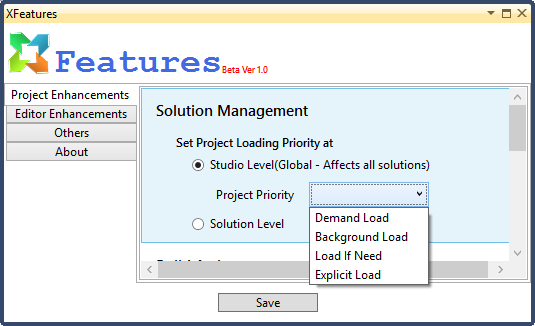 XFeatures
Features
Beta Ver 1.0
Project Enhancements
Editor Enhancements
Others
About
Solution Management
Set Project Loading Priority at
Studio Level(Global - Affects all solutions)
Project Priority
Solution Level
Demand Load
Background Load
Load If Need
Explicit Load
Save